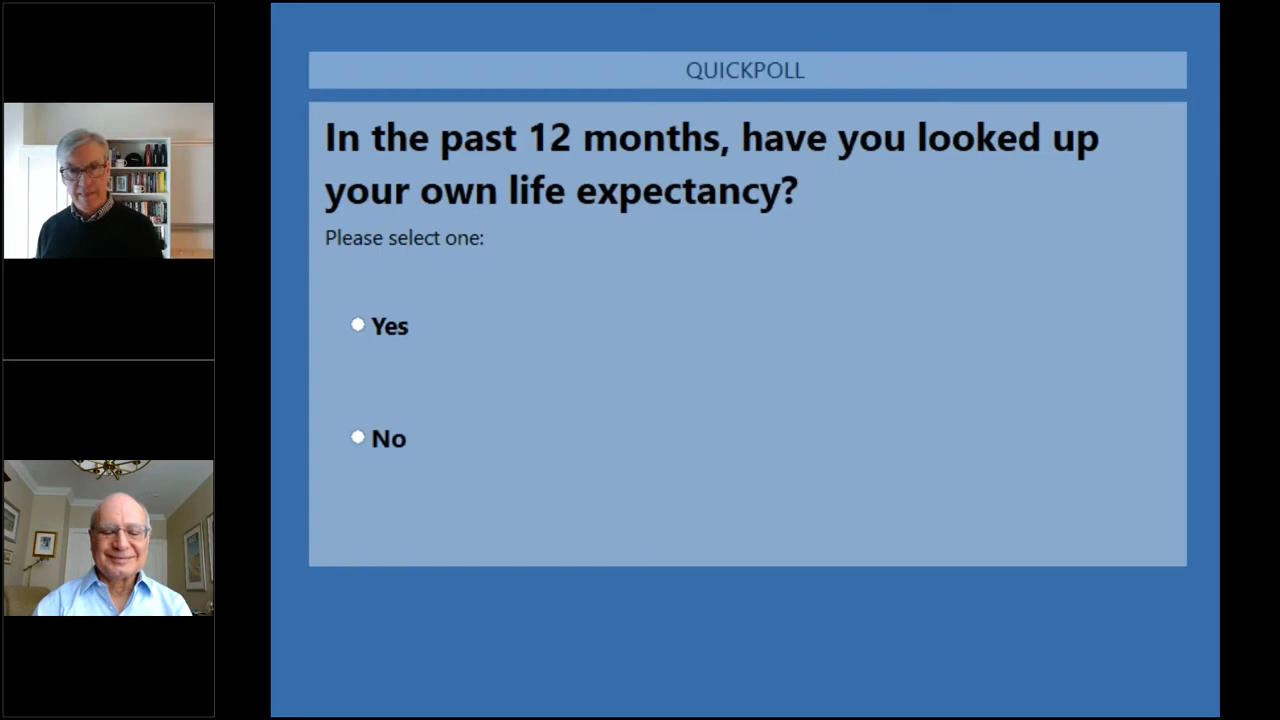 QUICKPOLL
In the past 12 months, have you looked up
your own life expectancy?
Please select one:
Yes
No